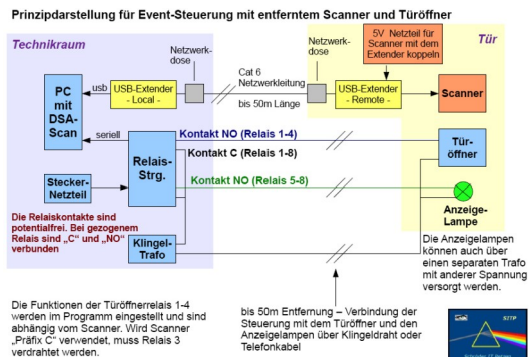 Prinzipdarstellung für Event-Steuerung mit entferntem Scanner und Türöffner
Technikraum
Tür
Netzwerk-
dose
Cat 6
Netzwerkleitung
bis 50m Länge
Netzwerk-
dose
5V Netzteil für
Scanner mit dem
Extender koppeln
PC
mit
DSA-
Scan
usb
USB-Extender
- Local -
USB-Extender
- Remote -
Scanner
seriell
Relais-
Strg.
Kontakt NO (Relais 1-4)
Kontakt C (Relais 1-8)
Tür-
öffner
Stecker-
Netzteil
Kontakt NO (Relais 5-8)
Anzeige-
Lampe
Die Relaiskontakte sind
potentialfrei. Bei gezogenem
Relais sind „C" und „NO"
verbunden
Klingel-
Trafo
Die Anzeigelampen
können auch über
einen separaten Trafo
mit anderer Spannung
versorgt werden.
Die Funktionen der Türöffnerrelais 1-4
werden im Programm eingestellt und sind
abhängig vom Scanner. Wird Scanner
„Präfix C" verwendet, muss Relais 3
verdrahtet werden.
bis 50m Entfernung – Verbindung der
Steuerung mit dem Türöffner und den
Anzeigelampen über Klingeldraht oder
Telefonkabel